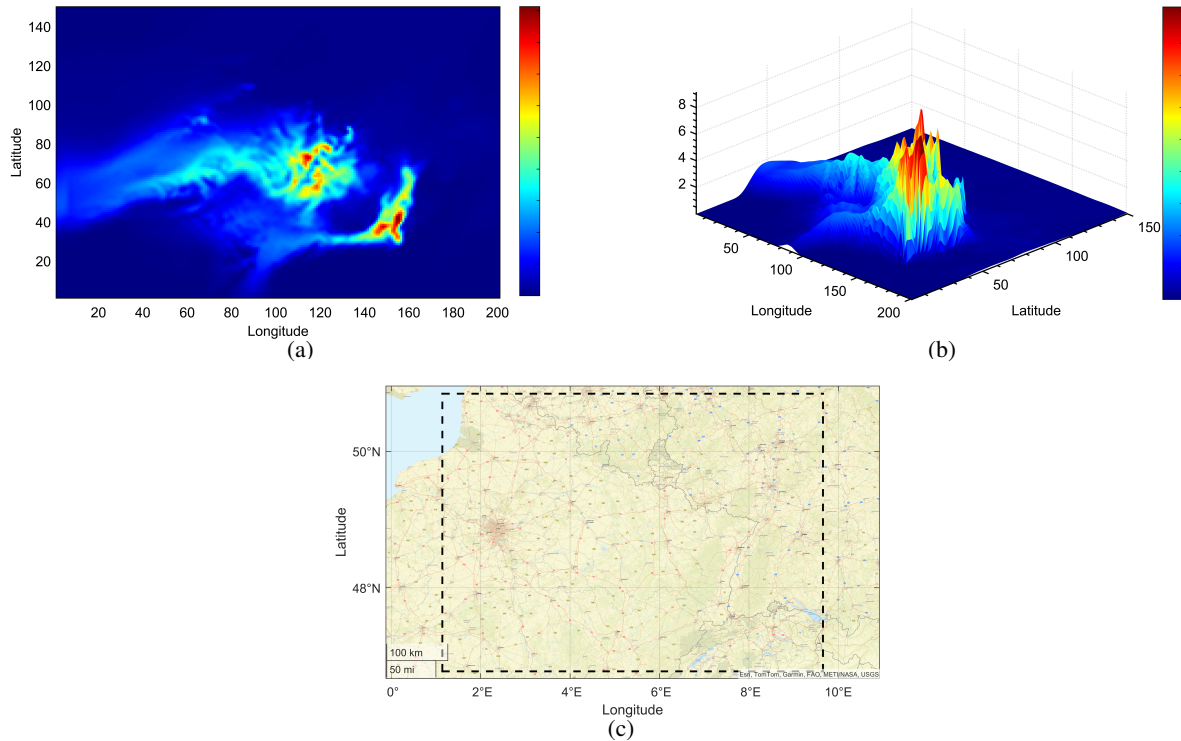 140
120
100
80
60
40
20
Latitude
20 40 60 80 100 120 140 160 180 200
Longitude
(a)
8
6
4
2
50
100
150
200
Longitude
50
100
150
Latitude
(b)
50°N
48°N
Latitude
100 km
50 mi
Esri, TomTom, Garmin, FAO, METI/NASA, USGS
0° 2°E 4°E 6°E 8°E 10°E
Longitude
(c)